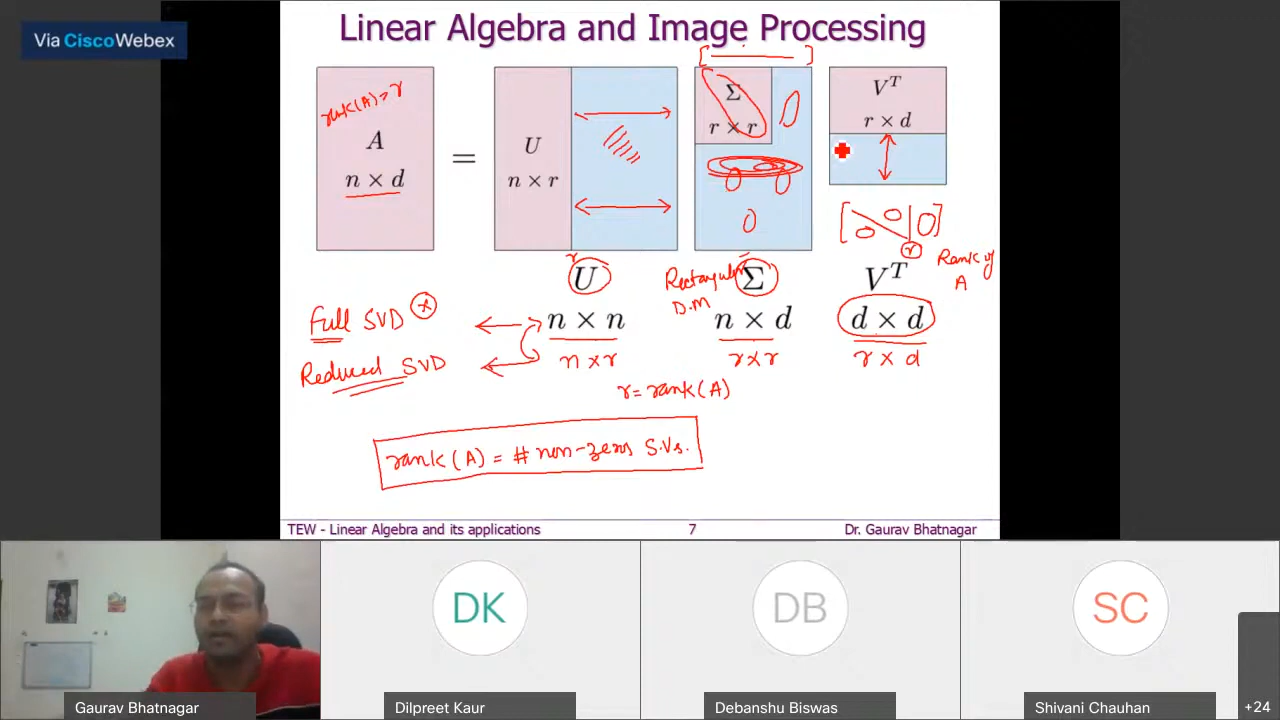 Via Cisco Webex
Linear Algebra and Image Processing
rank(A)=r
A
n × d
=
U
n × r
Σ
r × r
0
0
V^T
r × d
r
U
Rectangular
D.M
Σ
V^T
r
Rank of
A
Full SVD
n × n
n × d
d × d
Reduced SVD
n × r
r × r
r × d
r = rank(A)
rank(A) = # non-zero S.Vs.
TEW - Linear Algebra and its applications
7
Dr. Gaurav Bhatnagar
DK
DB
SC
Gaurav Bhatnagar
Dilpreet Kaur
Debanshu Biswas
Shivani Chauhan
+24